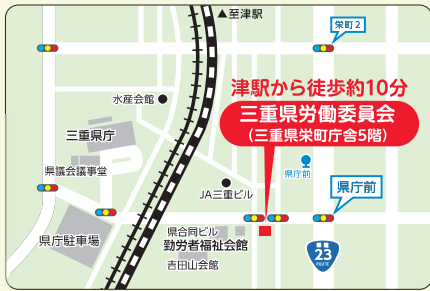 ▲至津駅
栄町2
津駅から徒歩約10分
水産会館
三重県労働委員会
（三重県栄町庁舎5階）
三重県庁
県議会議事堂
県庁前
JA三重ビル
県庁前
県合同ビル
県庁駐車場
勤労者福祉会館
吉田山会館
国道
23
ROUTE